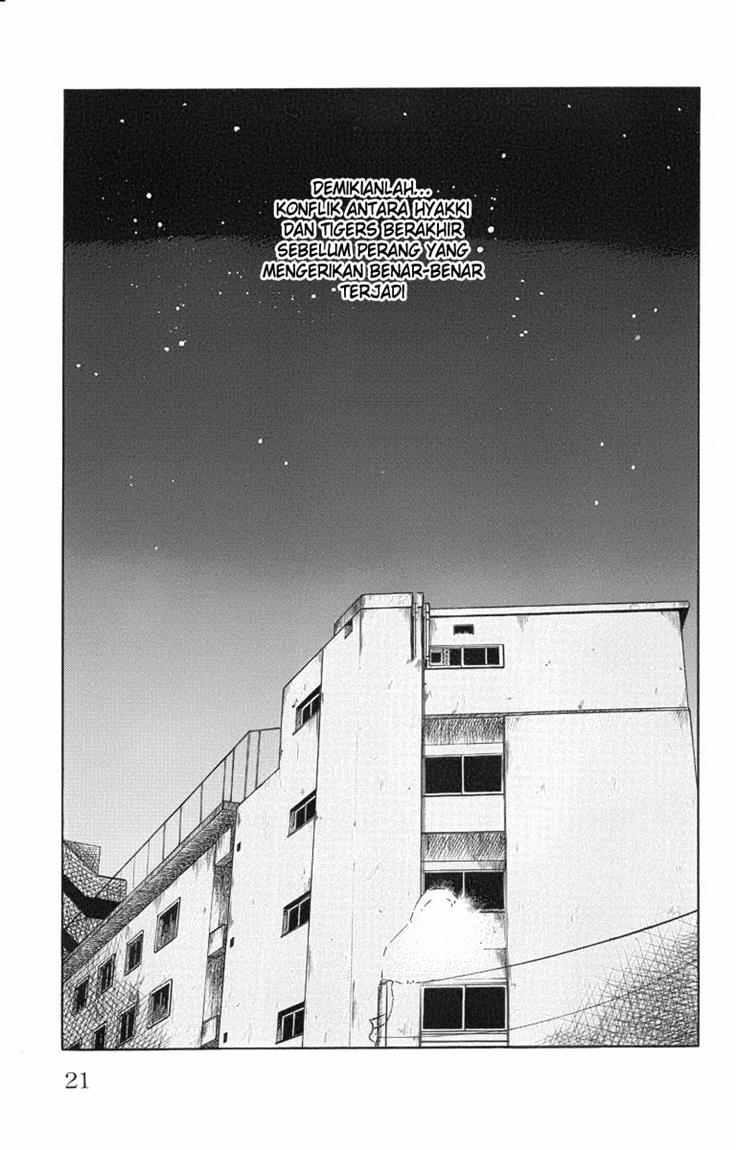 DEMIKIANLAH...
KONFLIK ANTARA HYAKKI
DAN TIGERS BERAKHIR
SEBELUM PERANG YANG
MENGERIKAN BENAR-BENAR
TERJADI
21